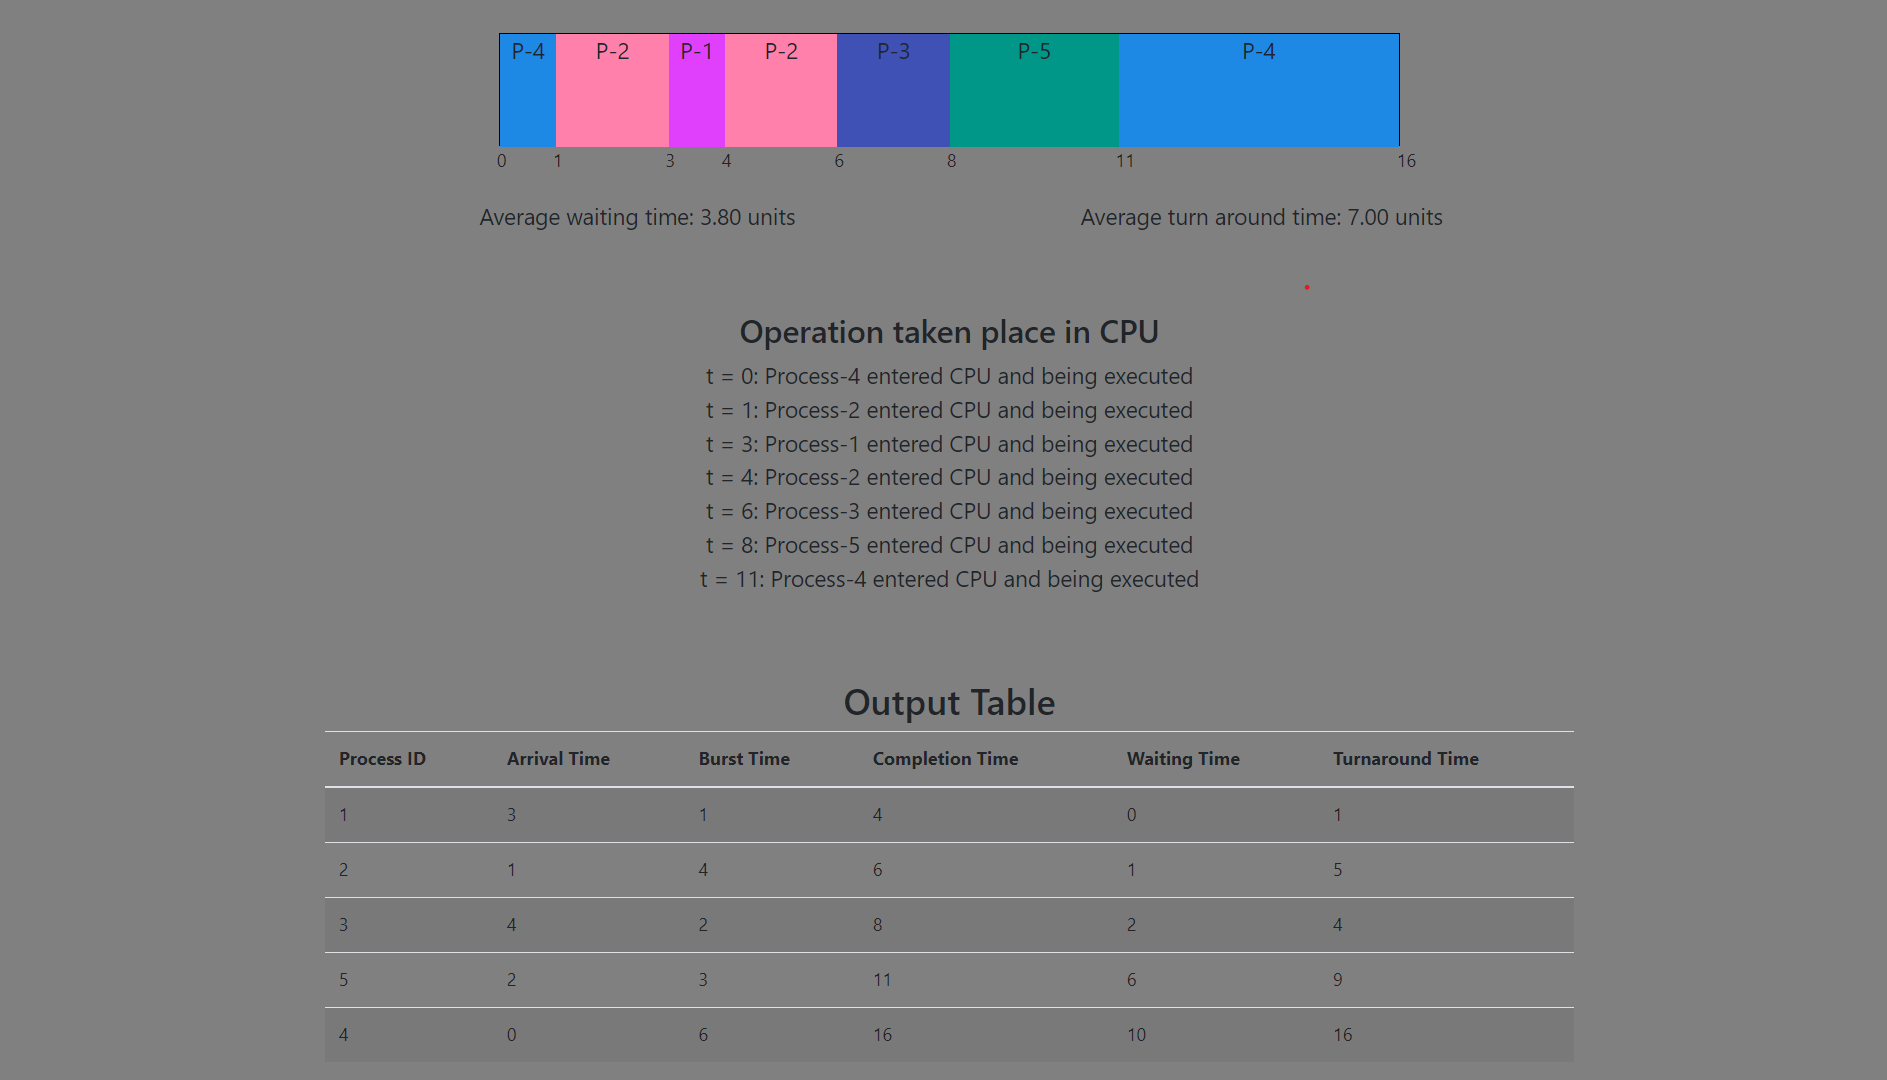 P-4 P-2 P-1 P-2 P-3 P-5 P-4
0 1 3 4 6 8 11 16
Average waiting time: 3.80 units Average turn around time: 7.00 units
Operation taken place in CPU
t = 0: Process-4 entered CPU and being executed
t = 1: Process-2 entered CPU and being executed
t = 3: Process-1 entered CPU and being executed
t = 4: Process-2 entered CPU and being executed
t = 6: Process-3 entered CPU and being executed
t = 8: Process-5 entered CPU and being executed
t = 11: Process-4 entered CPU and being executed
Output Table
Process ID Arrival Time Burst Time Completion Time Waiting Time Turnaround Time
1 3 1 4 0 1
2 1 4 6 1 5
3 4 2 8 2 4
5 2 3 11 6 9
4 0 6 16 10 16